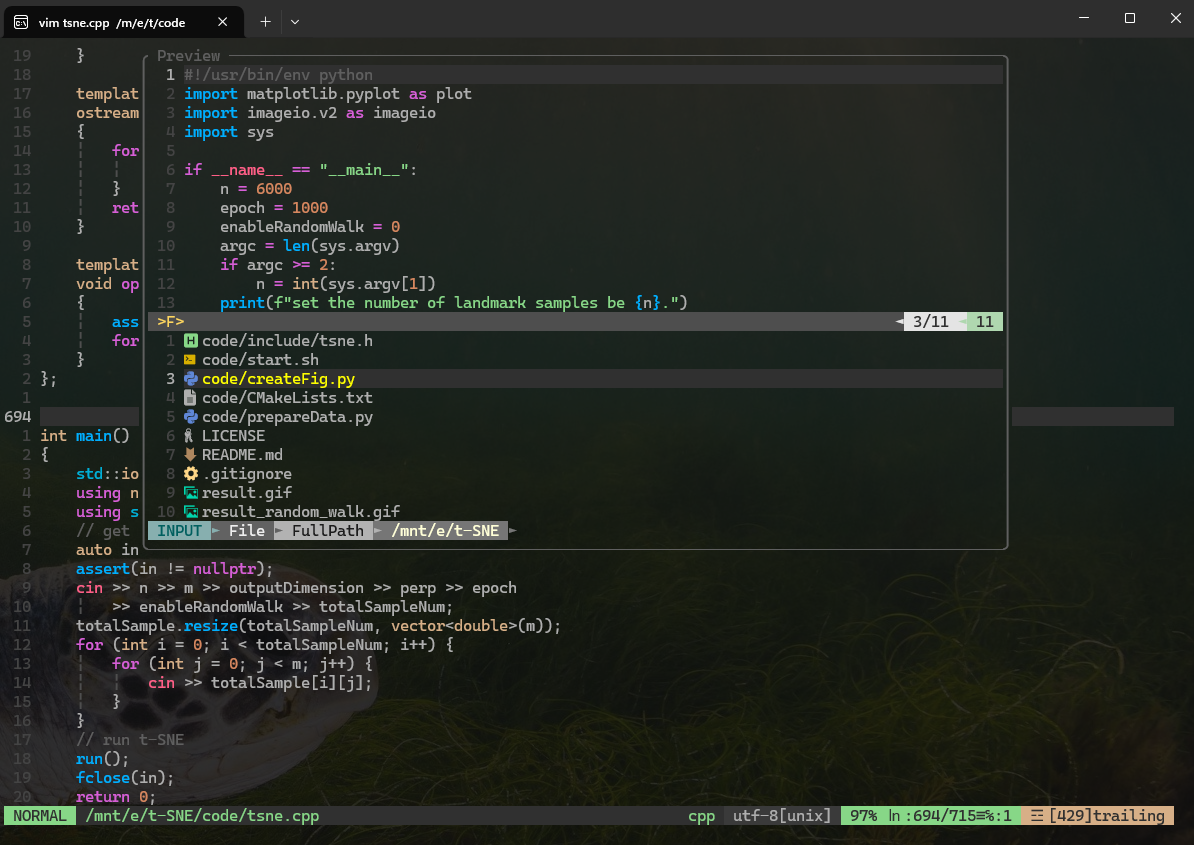 vim tsne.cpp /m/e/t/code
19 }
18
17 templat
16 ostream
15 {
14 for
13
12 }
11 ret
10 }
9
8 templat
7 void op
6 {
5 ass
4 for
3 }
2 };
1
694
Preview
1 #!/usr/bin/env python
2 import matplotlib.pyplot as plot
3 import imageio.v2 as imageio
4 import sys
5
6 if __name__ == "__main__":
7 n = 6000
8 epoch = 1000
9 enableRandomWalk = 0
10 argc = len(sys.argv)
11 if argc >= 2:
12 n = int(sys.argv[1])
13 print(f"set the number of landmark samples be {n}.")
>F> 3/11 11
1 code/include/tsne.h
2 code/start.sh
3 code/createFig.py
4 code/CMakeLists.txt
5 code/prepareData.py
6 LICENSE
7 README.md
8 .gitignore
9 result.gif
10 result_random_walk.gif
INPUT File FullPath /mnt/e/t-SNE
1 int main()
2 {
3 std::io
4 using n
5 using s
6 // get
7 auto in
8 assert(in != nullptr);
9 cin >> n >> m >> outputDimension >> perp >> epoch
10 >> enableRandomWalk >> totalSampleNum;
11 totalSample.resize(totalSampleNum, vector<double>(m));
12 for (int i = 0; i < totalSampleNum; i++) {
13 for (int j = 0; j < m; j++) {
14 cin >> totalSample[i][j];
15 }
16 }
17 // run t-SNE
18 run();
19 fclose(in);
20 return 0;
NORMAL /mnt/e/t-SNE/code/tsne.cpp cpp utf-8[unix] 97% ln:694/715≡%:1 ☲ [429]trailing